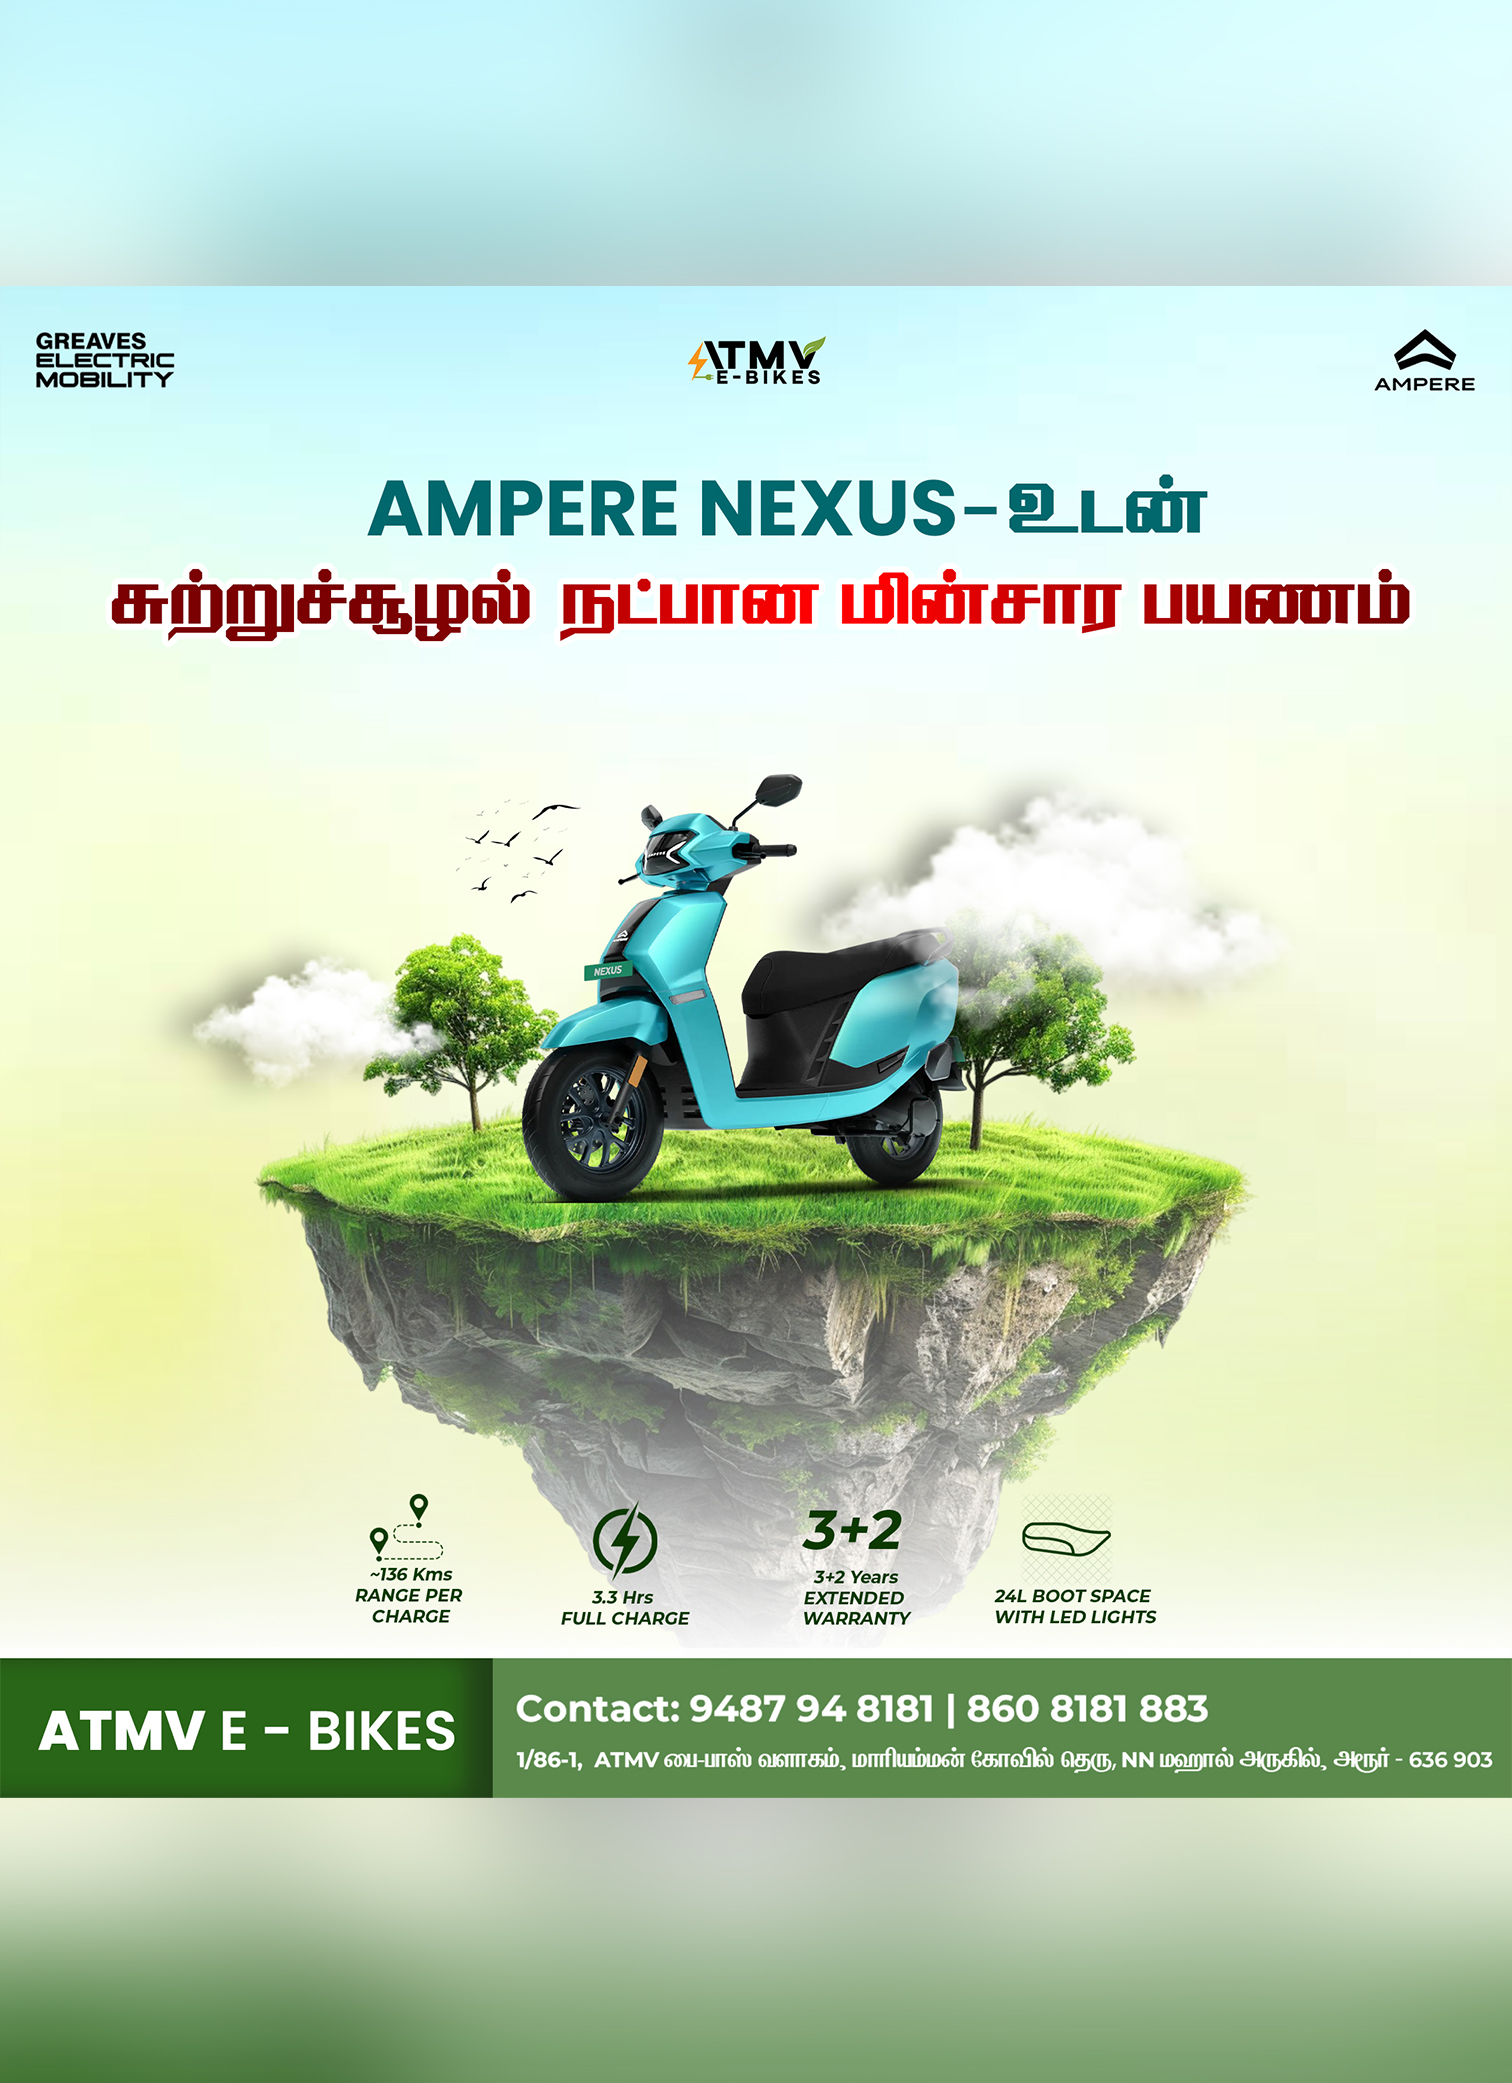 GREAVES
ELECTRIC
MOBILITY
ATMV
E-BIKES
AMPERE
AMPERE NEXUS-உடன்
சுற்றுச்சூழல் நட்பான மின்சார பயணம்
NEXUS
~136 Kms
RANGE PER
CHARGE
3.3 Hrs
FULL CHARGE
3+2
3+2 Years
EXTENDED
WARRANTY
24L BOOT SPACE
WITH LED LIGHTS
ATMV E - BIKES
Contact: 9487 94 8181 | 860 8181 883
1/86-1, ATMV பை-பாஸ் வளாகம், மாரியம்மன் கோவில் தெரு, NN மஹால் அருகில், அரூர் - 636 903